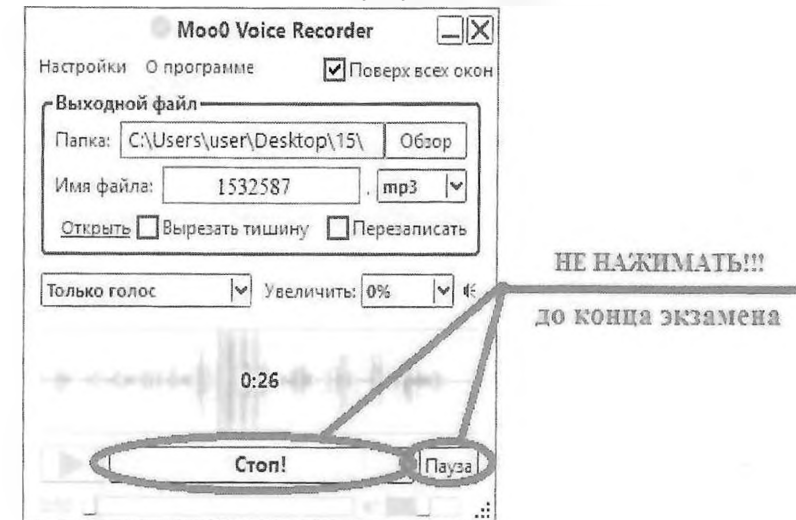 Moo0 Voice Recorder
Настройки О программе Поверх всех окон
Выходной файл
Папка: C:\Users\user\Desktop\15\ Обзор
Имя файла: 1532587 . mp3
Открыть Вырезать тишину Перезаписать
НЕ НАЖИМАТЬ!!!
Только голос Увеличить: 0%
до конца экзамена
0:26
Стоп! Пауза